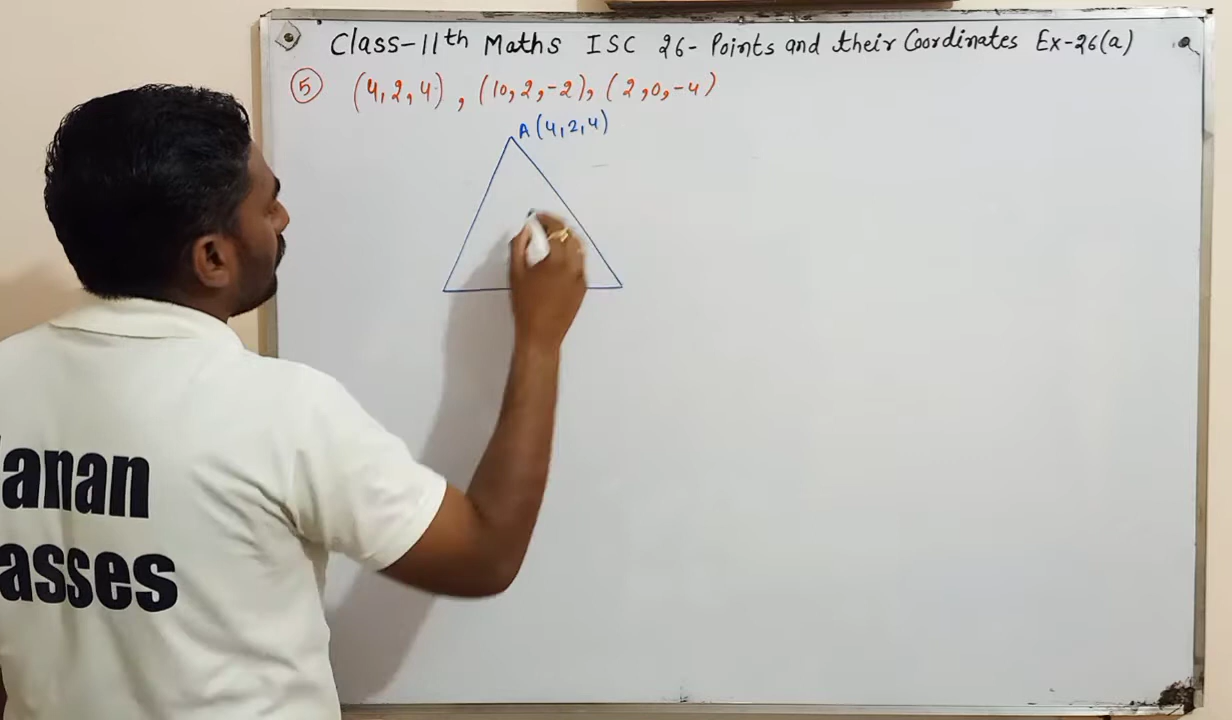 Class-11th Maths ISC 26- Points and their Coordinates Ex-26(a)
5 (4,2,4), (10,2,-2), (2,0,-4)
A(4,2,4)
anan
asses